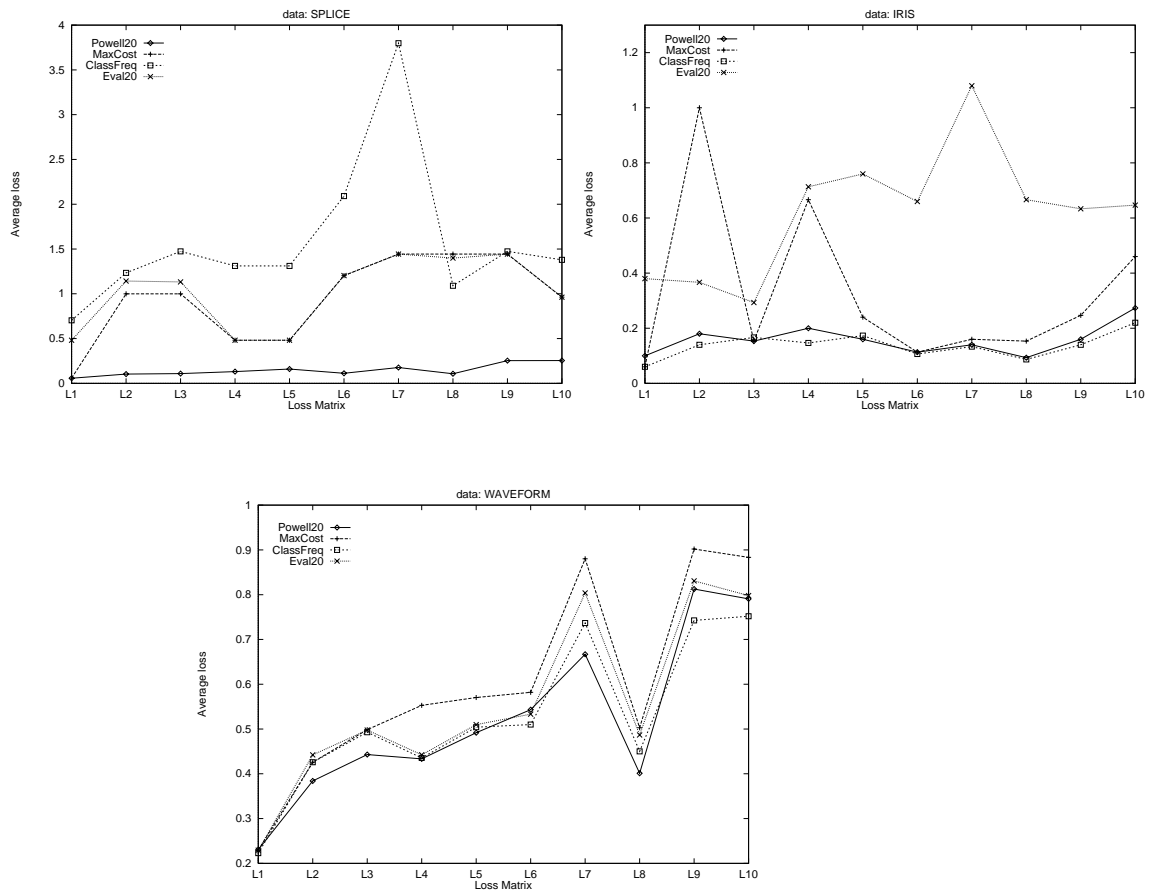 data: SPLICE
4
3.5
3
2.5
2
1.5
1
0.5
0
Average loss
Powell20
MaxCost
ClassFreq
Eval20
L1 L2 L3 L4 L5 L6 L7 L8 L9 L10
Loss Matrix
data: IRIS
1.2
1
0.8
0.6
0.4
0.2
0
Average loss
Powell20
MaxCost
ClassFreq
Eval20
L1 L2 L3 L4 L5 L6 L7 L8 L9 L10
Loss Matrix
data: WAVEFORM
1
0.9
0.8
0.7
0.6
0.5
0.4
0.3
0.2
Average loss
Powell20
MaxCost
ClassFreq
Eval20
L1 L2 L3 L4 L5 L6 L7 L8 L9 L10
Loss Matrix